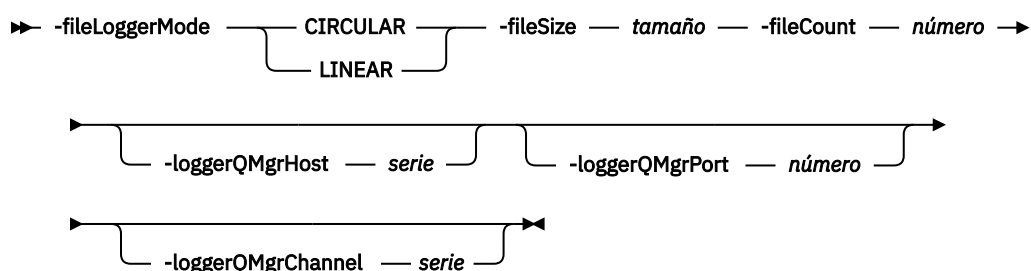 -fileLoggerMode CIRCULAR -fileSize tamaño -fileCount número
LINEAR
-loggerQMgrHost serie -loggerQMgrPort número
-loggerQMgrChannel serie